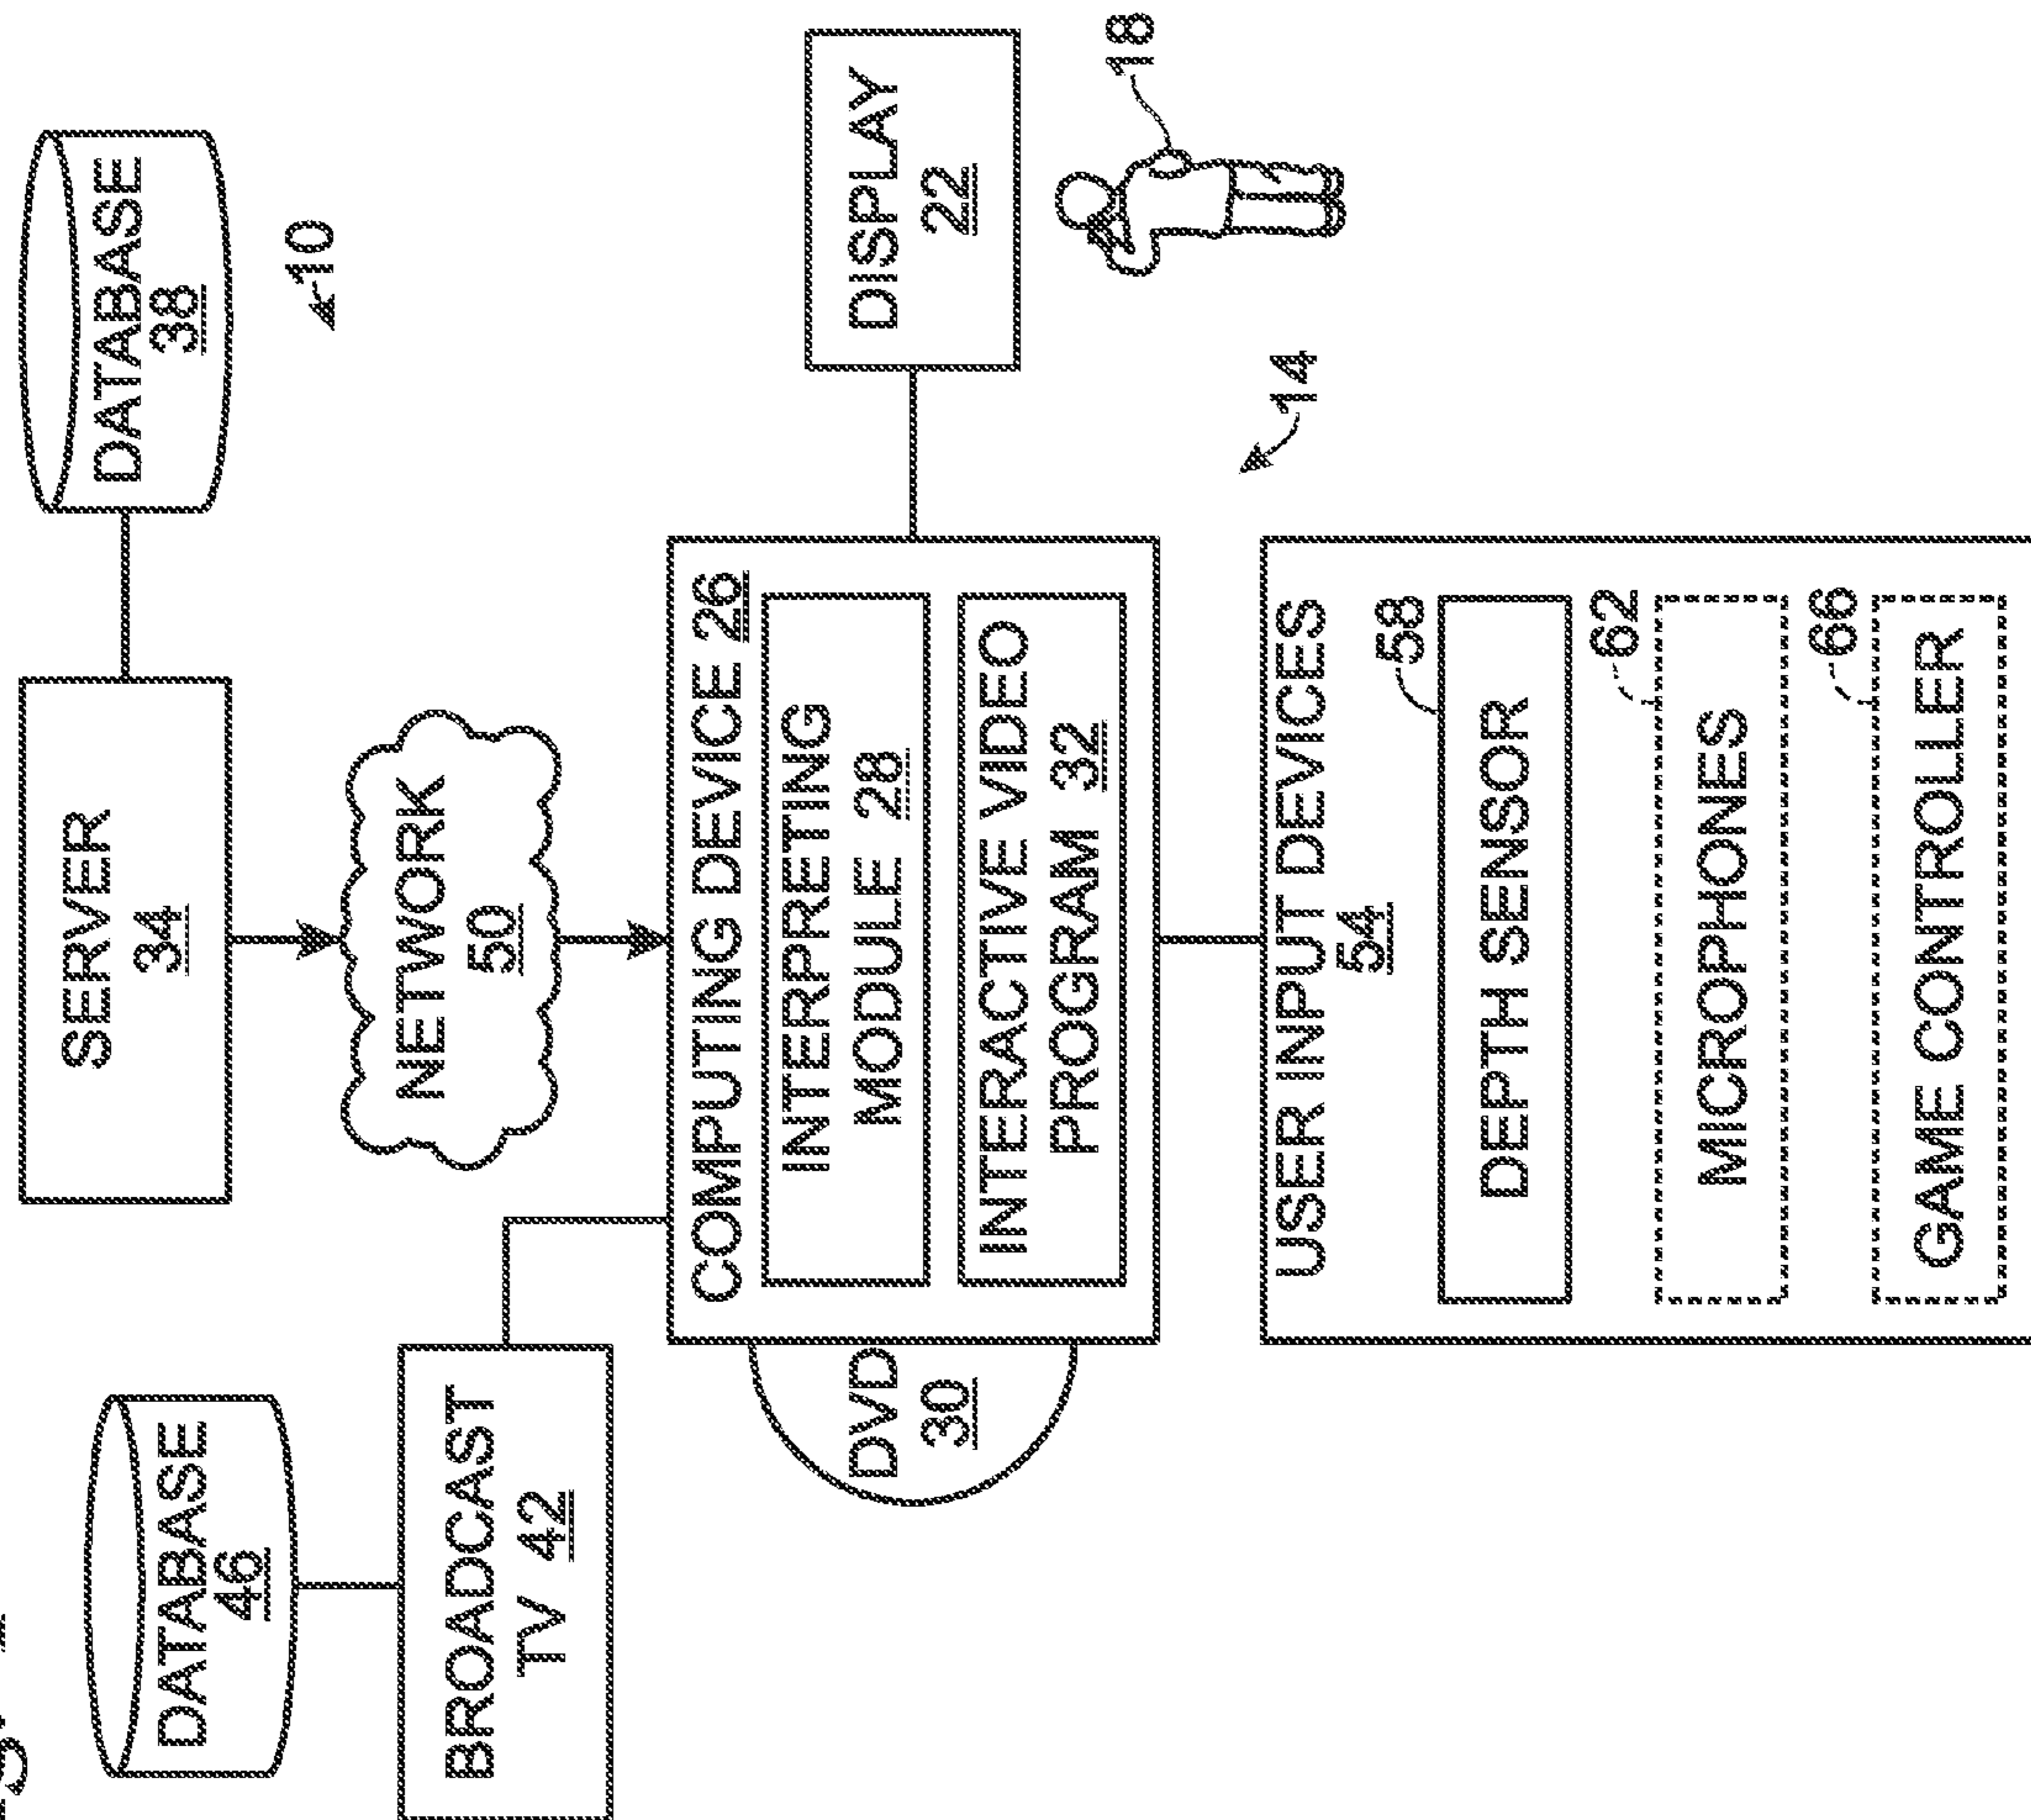 DATABASE
46
BROADCAST
TV 42
SERVER
34
DATABASE
38
10
NETWORK
50
COMPUTING DEVICE 26
INTERPRETING
MODULE 28
INTERACTIVE VIDEO
PROGRAM 32
DVD
30
DISPLAY
22
18
14
USER INPUT DEVICES
54
58
DEPTH SENSOR
62
MICROPHONES
66
GAME CONTROLLER